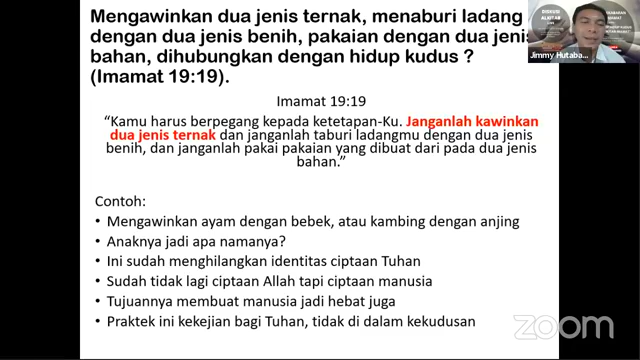 Mengawinkan dua jenis ternak, menaburi ladang
dengan dua jenis benih, pakaian dengan dua jenis
bahan, dihubungkan dengan hidup kudus ?
(Imamat 19:19).
Imamat 19:19
“Kamu harus berpegang kepada ketetapan-Ku. Janganlah kawinkan
dua jenis ternak dan janganlah taburi ladangmu dengan dua jenis
benih, dan janganlah pakai pakaian yang dibuat dari pada dua jenis
bahan.”
Contoh:
• Mengawinkan ayam dengan bebek, atau kambing dengan anjing
• Anaknya jadi apa namanya?
• Ini sudah menghilangkan identitas ciptaan Tuhan
• Sudah tidak lagi ciptaan Allah tapi ciptaan manusia
• Tujuannya membuat manusia jadi hebat juga
• Praktek ini kekejian bagi Tuhan, tidak di dalam kekudusan
DISKUSI
ALKITAB
Jimmy Hutaba...
zoom